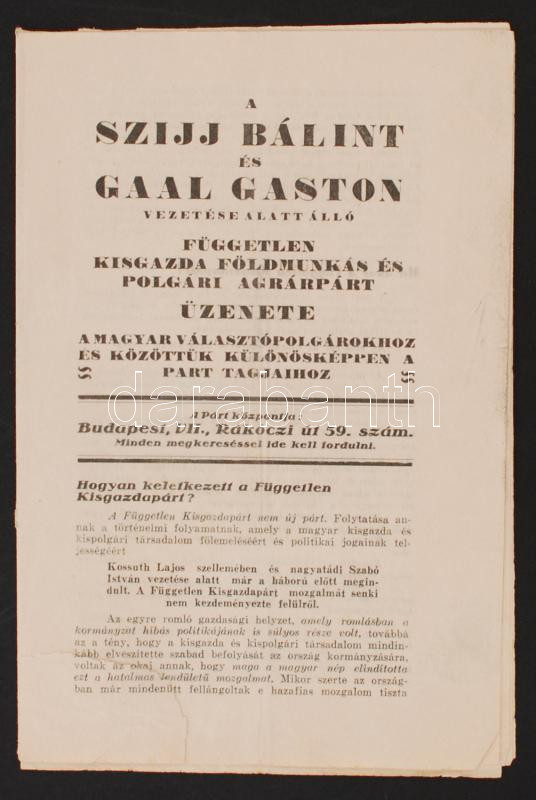 A
SZIJJ BÁLINT
ÉS
GAAL GASTON
VEZETÉSE ALATT ÁLLÓ
FÜGGETLEN
KISGAZDA FÖLDMUNKÁS ÉS
POLGÁRI AGRÁRPÁRT
ÜZENETE
A MAGYAR VÁLASZTÓPOLGÁROKHOZ
ES KÖZÖTTÜK KÜLÖNÖSKÉPPEN A
PART TAGJAIHOZ
darabanth
A Párt központja:
Budapest, VII., Rákóczi út 59. szám.
Minden megkereséssel ide kell fordulni.
Hogyan keletkezett a Független
Kisgazdapárt?
A Független Kisgazdapárt nem új párt. Folytatása an-
nak a történelmi folyamatnak, amely a magyar kisgazda és
kispolgári társadalom fölemeléséért és politikai jogainak tel-
jességéért
Kossuth Lajos szellemében és nagyatádi Szabó
István vezetése alatt már a háború előtt megin-
dult. A Független Kisgazdapárt mozgalmát senki
nem kezdeményezte felülről.
Az egyre romló gazdasági helyzet, amely romlásban a
kormányzat hibás politikájának is súlyos része volt, továbbá
az a tény, hogy a kisgazda és kispolgári társadalom mindin-
kább elveszítette szabad befolyását az ország kormányzására,
voltak az okai annak, hogy maga a magyar nép elindította
ezt a hatalmas lendületű mozgalmat. Mikor szerte az ország-
ban már mindenütt fellángoltak e hazafias mozgalom tiszta